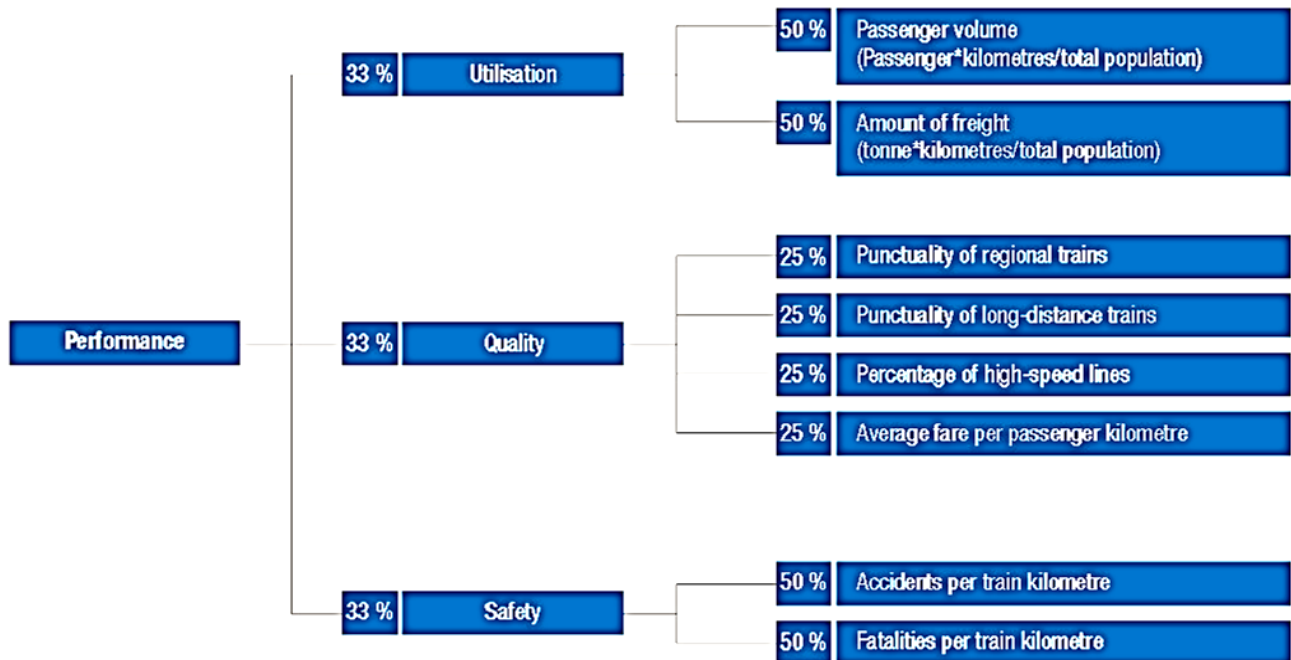 50 % Passenger volume
(Passenger*kilometres/total population)
33 % Utilisation
50 % Amount of freight
(tonne*kilometres/total population)
25 % Punctuality of regional trains
25 % Punctuality of long-distance trains
Performance
33 % Quality
25 % Percentage of high-speed lines
25 % Average fare per passenger kilometre
50 % Accidents per train kilometre
33 % Safety
50 % Fatalities per train kilometre